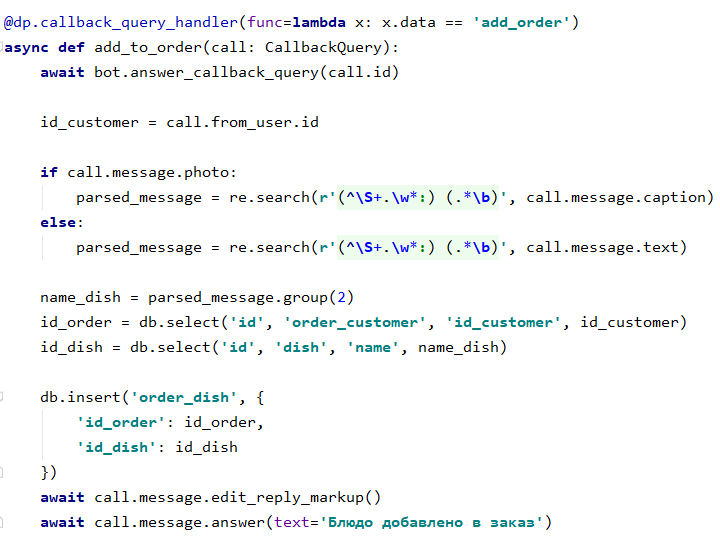 @dp.callback_query_handler(func=lambda x: x.data == 'add_order')
async def add_to_order(call: CallbackQuery):
    await bot.answer_callback_query(call.id)

    id_customer = call.from_user.id

    if call.message.photo:
        parsed_message = re.search(r'(^\S+.\w*:) (.*\b)', call.message.caption)
    else:
        parsed_message = re.search(r'(^\S+.\w*:) (.*\b)', call.message.text)

    name_dish = parsed_message.group(2)
    id_order = db.select('id', 'order_customer', 'id_customer', id_customer)
    id_dish = db.select('id', 'dish', 'name', name_dish)

    db.insert('order_dish', {
        'id_order': id_order,
        'id_dish': id_dish
    })
    await call.message.edit_reply_markup()
    await call.message.answer(text='Блюдо добавлено в заказ')